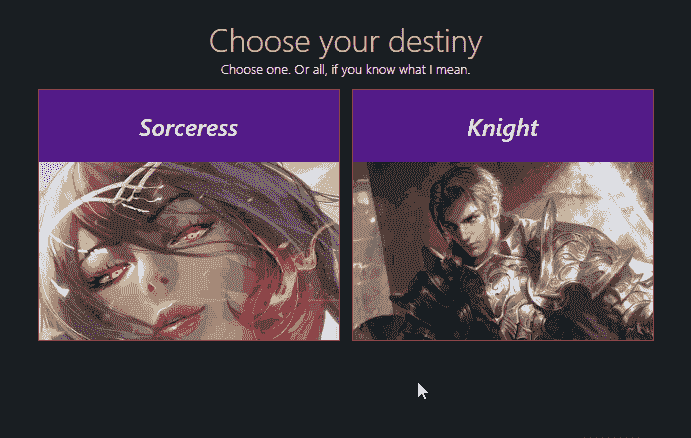 Choose your destiny
Choose one. Or all, if you know what I mean.
Sorceress
Knight